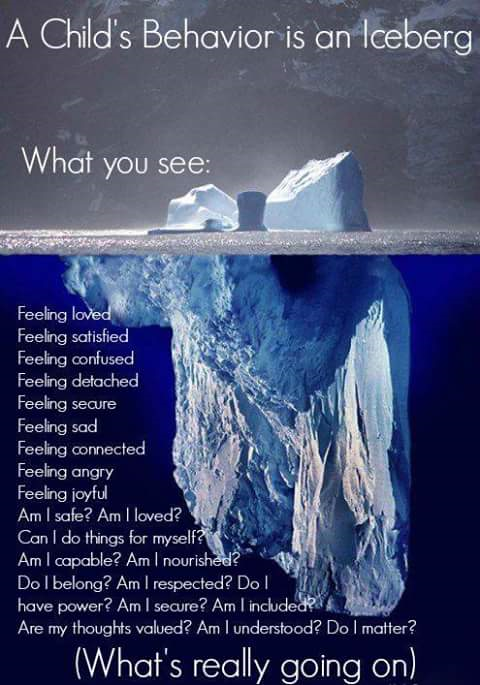 A Child's Behavior is an Iceberg
What you see:
Feeling loved
Feeling satisfied
Feeling confused
Feeling detached
Feeling secure
Feeling sad
Feeling connected
Feeling angry
Feeling joyful
Am I safe? Am I loved?
Can I do things for myself?
Am I capable? Am I nourished?
Do I belong? Am I respected? Do I
have power? Am I secure? Am I included?
Are my thoughts valued? Am I understood? Do I matter?
(What's really going on)